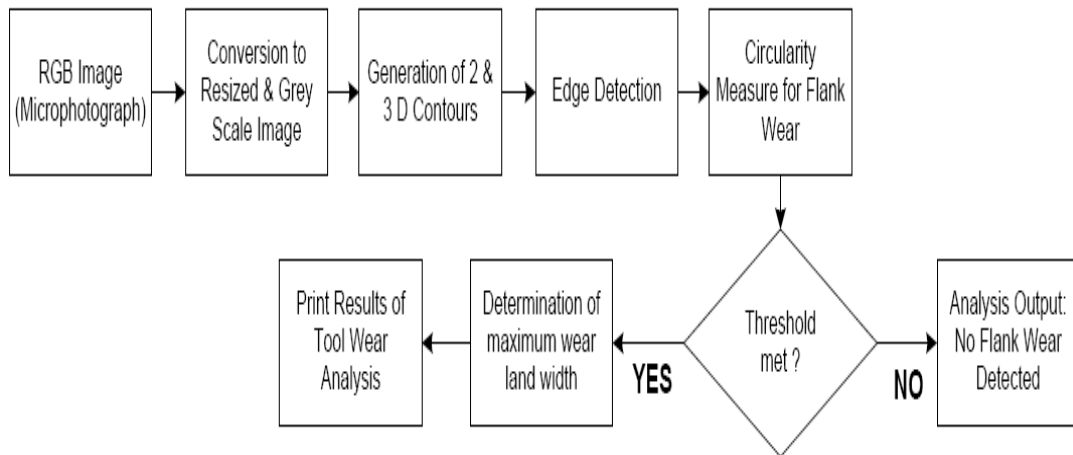 RGB Image
(Microphotograph)
Conversion to
Resized & Grey
Scale Image
Generation of 2 &
3 D Contours
Edge Detection
Circularity
Measure for Flank
Wear
Threshold
met ?
YES
NO
Determination of
maximum wear
land width
Print Results of
Tool Wear
Analysis
Analysis Output:
No Flank Wear
Detected